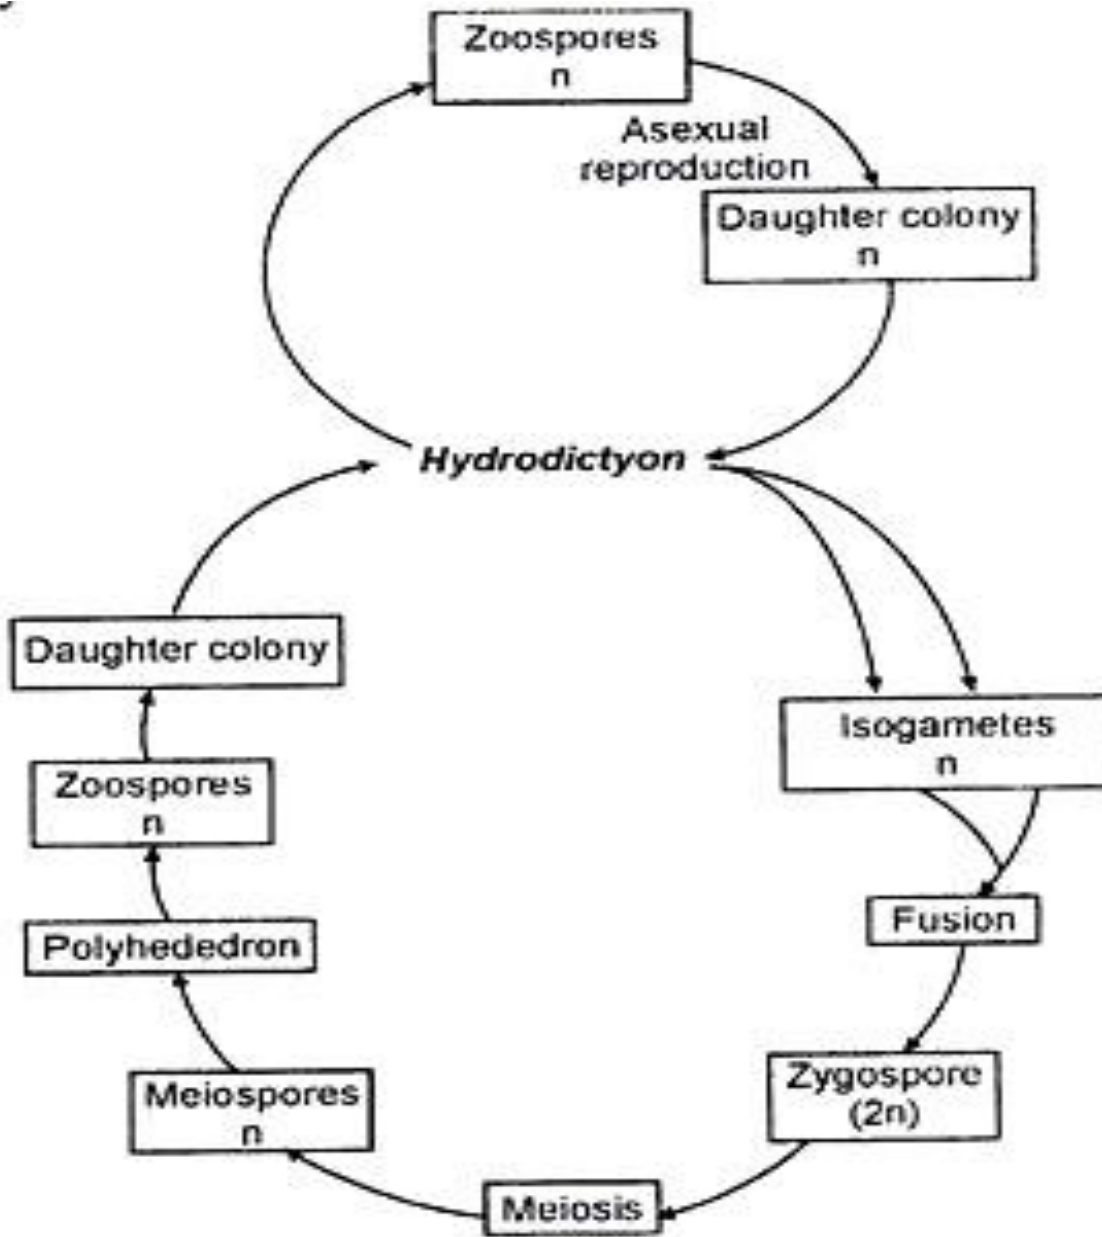 Zoospores
n
Asexual
reproduction
Daughter colony
n
Hydrodictyon
Daughter colony
Isogametes
n
Zoospores
n
Fusion
Polyhededron
Zygospore
(2n)
Meiospores
n
Meiosis